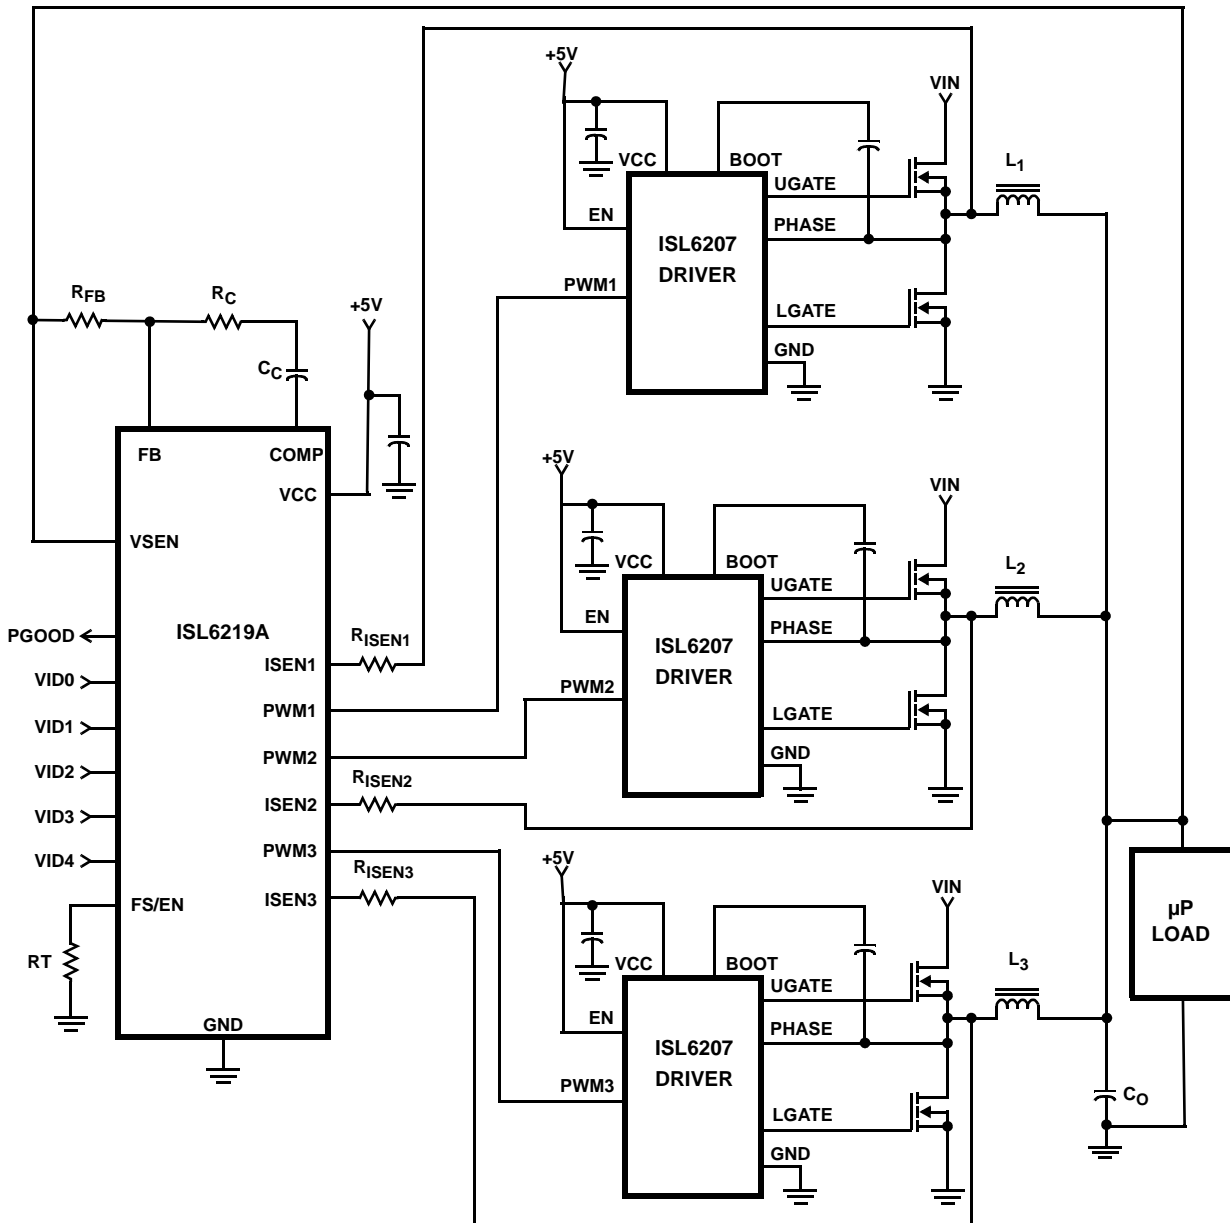 +5V
VIN
VCC
BOOT
L1
UGATE
EN
PHASE
ISL6207
DRIVER
PWM1
LGATE
GND
RFB
RC
+5V
CC
FB
COMP
VCC
VSEN
ISL6219A
PGOOD
VID0
VID1
VID2
VID3
VID4
FS/EN
RT
GND
RISEN1
ISEN1
PWM1
PWM2
RISEN2
ISEN2
PWM3
RISEN3
ISEN3
+5V
VIN
VCC
BOOT
L2
UGATE
EN
PHASE
ISL6207
DRIVER
PWM2
LGATE
GND
+5V
VIN
VCC
BOOT
L3
UGATE
EN
PHASE
ISL6207
DRIVER
PWM3
LGATE
GND
µP
LOAD
CO